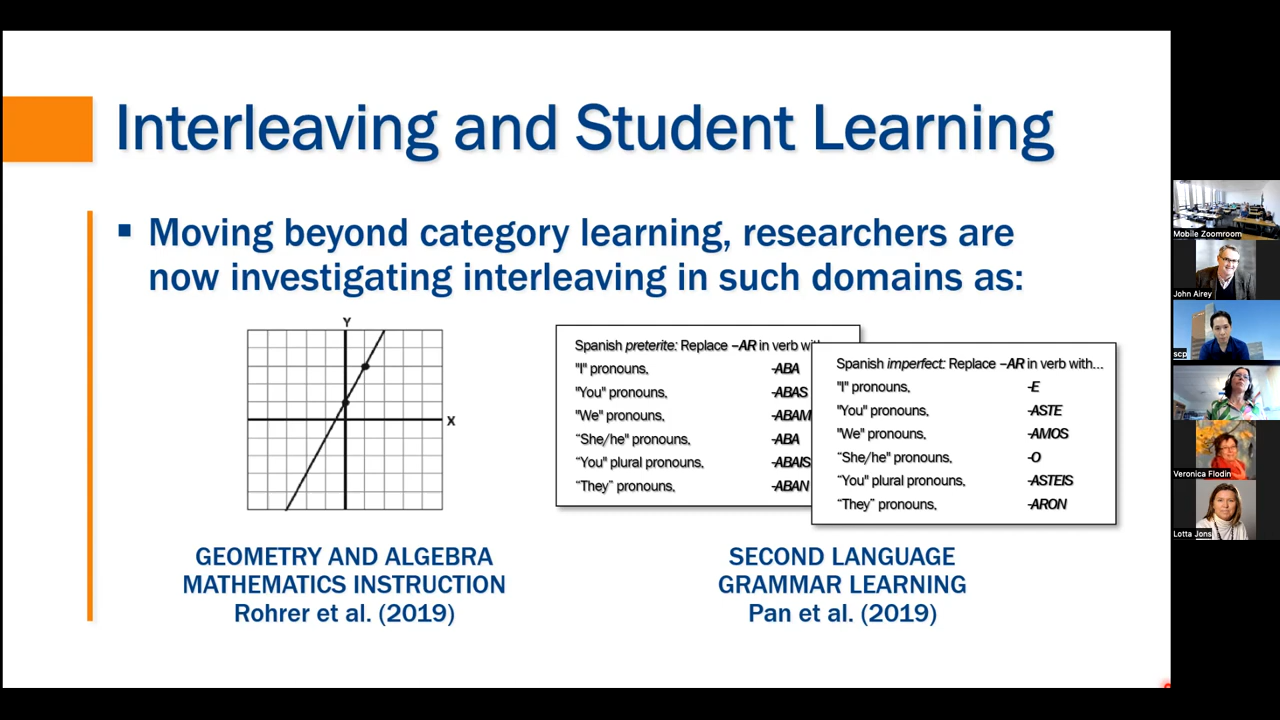 Interleaving and Student Learning
Moving beyond category learning, researchers are
now investigating interleaving in such domains as:
Y
X
GEOMETRY AND ALGEBRA
MATHEMATICS INSTRUCTION
Rohrer et al. (2019)
Spanish preterite: Replace –AR in verb
"I" pronouns, -ABA
"You" pronouns, -ABAS
"We" pronouns, -ABAM
"She/he" pronouns, -ABA
"You" plural pronouns, -ABAIS
"They" pronouns, -ABAN
Spanish imperfect: Replace –AR in verb with...
"I" pronouns, -E
"You" pronouns, -ASTE
"We" pronouns, -AMOS
"She/he" pronouns, -O
"You" plural pronouns, -ASTEIS
"They" pronouns, -ARON
SECOND LANGUAGE
GRAMMAR LEARNING
Pan et al. (2019)
Mobile Zoomroom
John Airey
scp
Veronica Flodin
Lotta Jons